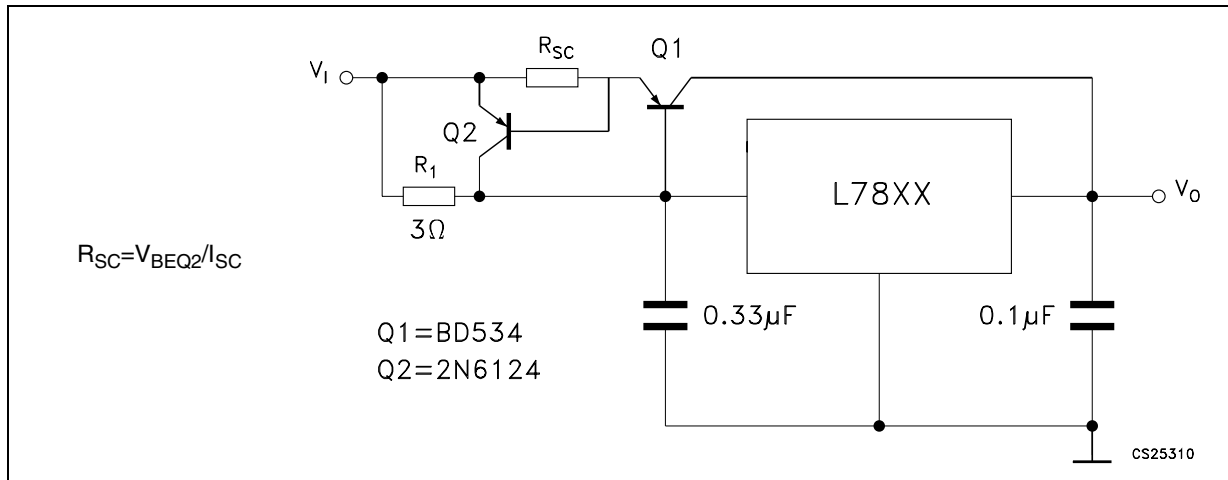 R_SC Q1
V_I
Q2
R_1
L78XX V_O
3Ω
R_SC=V_BEQ2/I_SC
0.33µF 0.1µF
Q1=BD534
Q2=2N6124
CS25310